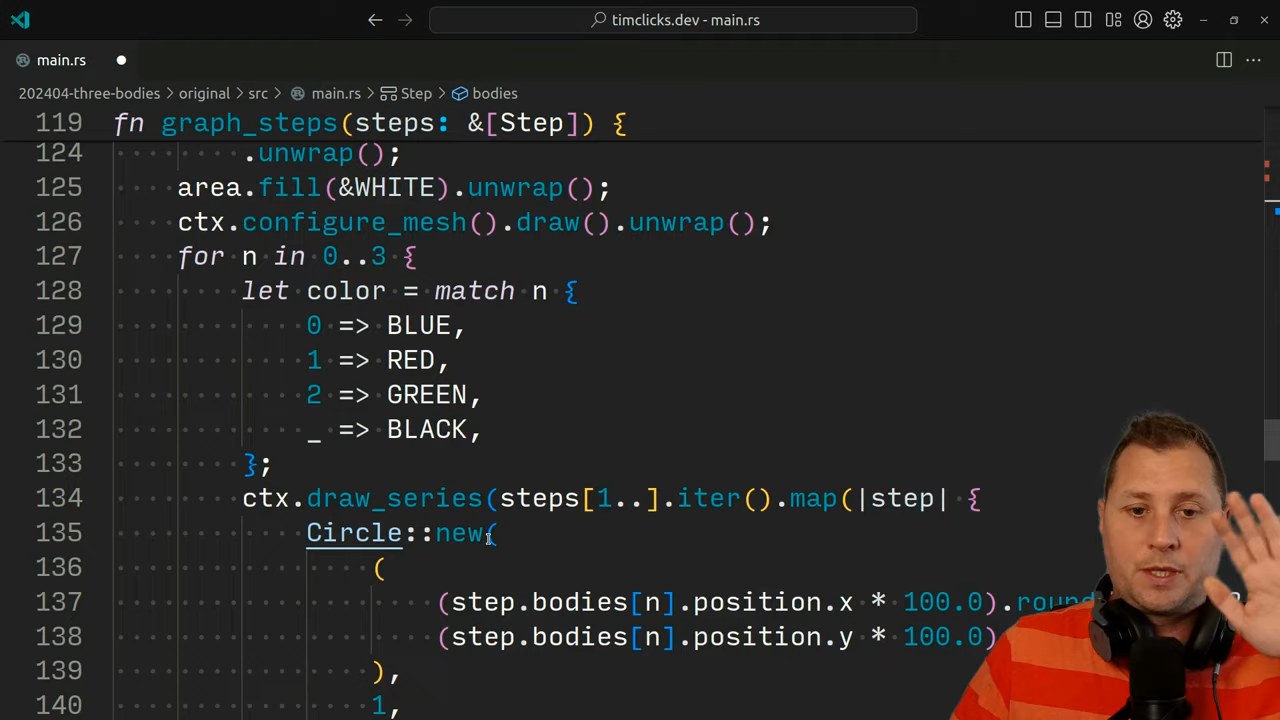 timclicks.dev - main.rs
main.rs
202404-three-bodies > original > src > main.rs > Step > bodies
119 fn graph_steps(steps: &[Step]) {
124 .unwrap();
125 area.fill(&WHITE).unwrap();
126 ctx.configure_mesh().draw().unwrap();
127 for n in 0..3 {
128 let color = match n {
129 0 => BLUE,
130 1 => RED,
131 2 => GREEN,
132 _ => BLACK,
133 };
134 ctx.draw_series(steps[1..].iter().map(|step| {
135 Circle::new(
136 (
137 (step.bodies[n].position.x * 100.0).round
138 (step.bodies[n].position.y * 100.0)
139 ),
140 1,